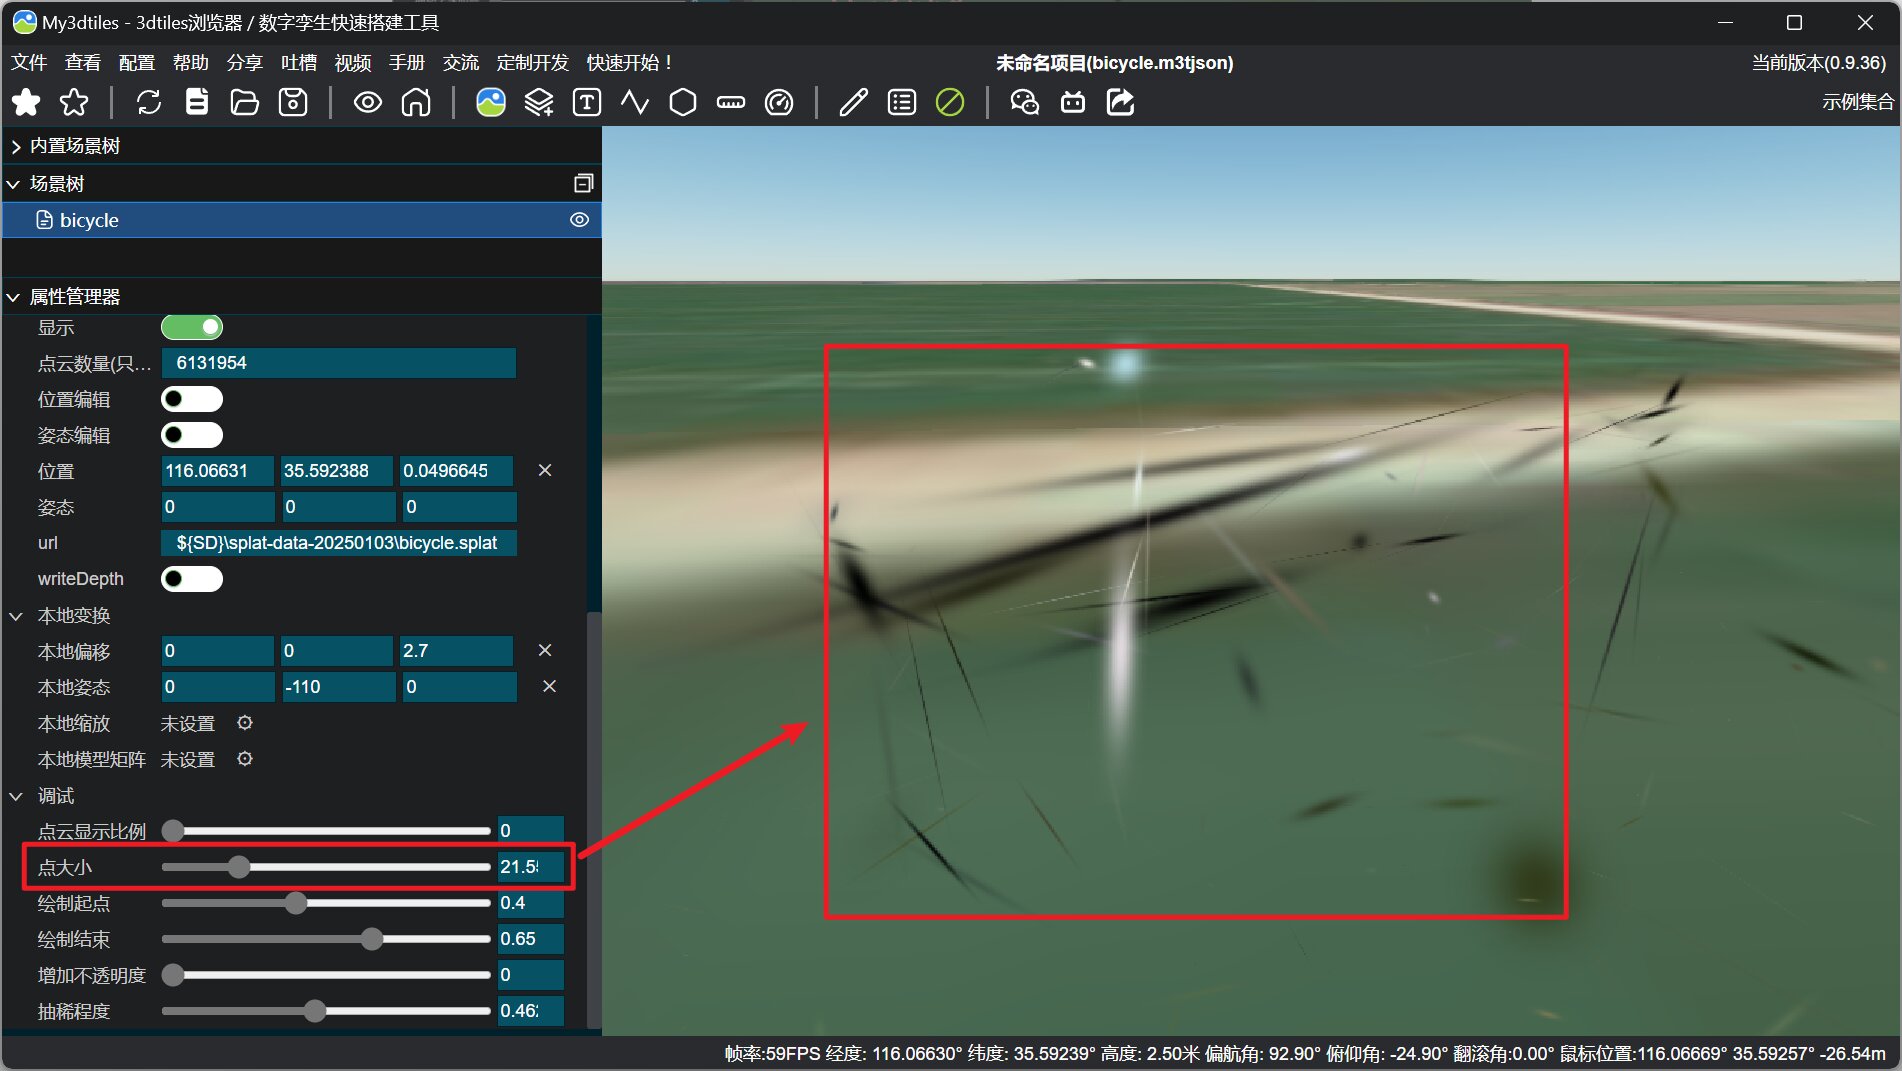 My3dtiles - 3dtiles浏览器 / 数字孪生快速搭建工具
文件 查看 配置 帮助 分享 吐槽 视频 手册 交流 定制开发 快速开始！ 未命名项目(bicycle.m3tjson) 当前版本(0.9.36)
示例集合
内置场景树
场景树
bicycle
属性管理器
显示
点云数量(只... 6131954
位置编辑
姿态编辑
位置 116.06631 35.592388 0.0496645
姿态 0 0 0
url ${SD}\splat-data-20250103\bicycle.splat
writeDepth
本地变换
本地偏移 0 0 2.7
本地姿态 0 -110 0
本地缩放 未设置
本地模型矩阵 未设置
调试
点云显示比例 0
点大小 21.5
绘制起点 0.4
绘制结束 0.65
增加不透明度 0
抽稀程度 0.46
帧率:59FPS 经度: 116.06630° 纬度: 35.59239° 高度: 2.50米 偏航角: 92.90° 俯仰角: -24.90° 翻滚角:0.00° 鼠标位置:116.06669° 35.59257° -26.54m